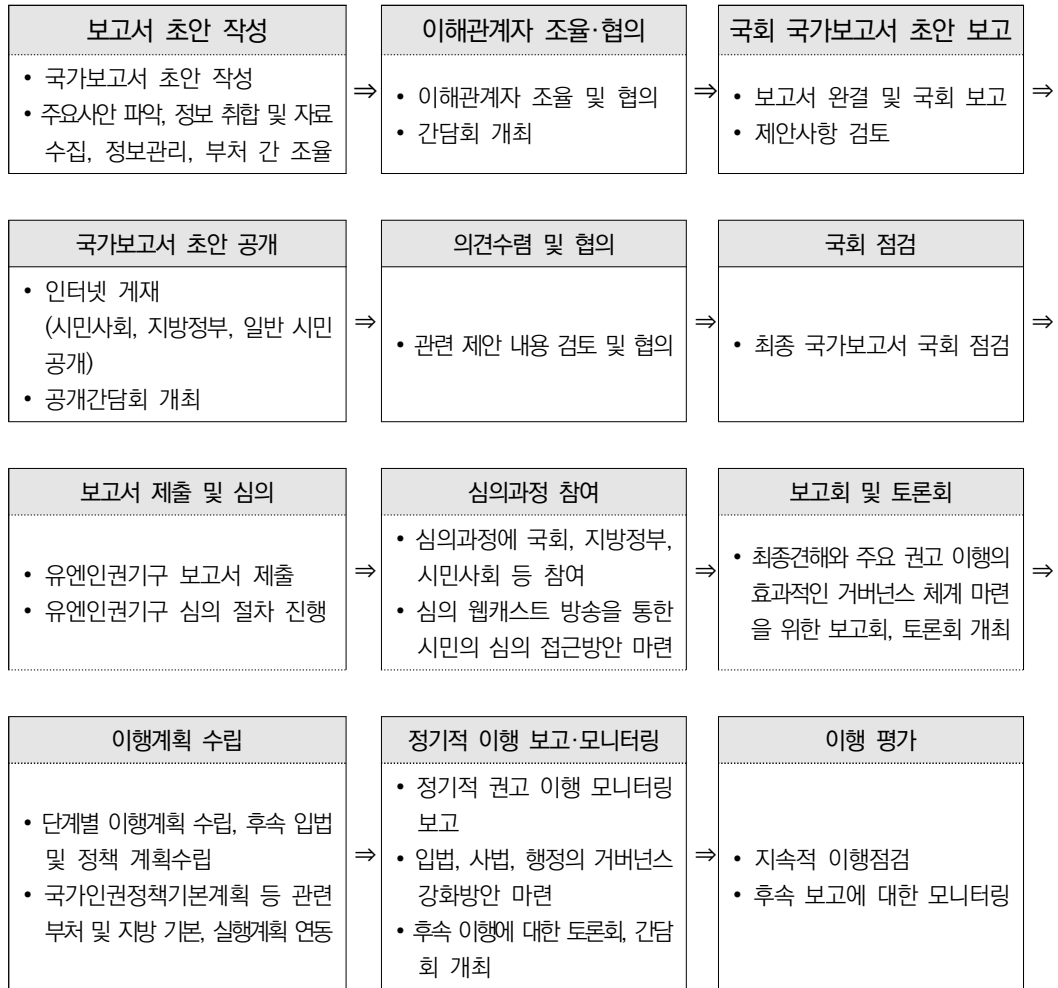 보고서 초안 작성
• 국가보고서 초안 작성
• 주요사안 파악, 정보 취합 및 자료
수집, 정보관리, 부처 간 조율
⇒
이해관계자 조율·협의
• 이해관계자 조율 및 협의
• 간담회 개최
⇒
국회 국가보고서 초안 보고
• 보고서 완결 및 국회 보고
• 제안사항 검토
⇒
국가보고서 초안 공개
• 인터넷 게재
(시민사회, 지방정부, 일반 시민
공개)
• 공개간담회 개최
⇒
의견수렴 및 협의
• 관련 제안 내용 검토 및 협의
⇒
국회 점검
• 최종 국가보고서 국회 점검
⇒
보고서 제출 및 심의
• 유엔인권기구 보고서 제출
• 유엔인권기구 심의 절차 진행
⇒
심의과정 참여
• 심의과정에 국회, 지방정부,
시민사회 등 참여
• 심의 웹캐스트 방송을 통한
시민의 심의 접근방안 마련
⇒
보고회 및 토론회
• 최종견해와 주요 권고 이행의
효과적인 거버넌스 체계 마련
을 위한 보고회, 토론회 개최
⇒
이행계획 수립
• 단계별 이행계획 수립, 후속 입법
및 정책 계획수립
• 국가인권정책기본계획 등 관련
부처 및 지방 기본, 실행계획 연동
⇒
정기적 이행 보고·모니터링
• 정기적 권고 이행 모니터링
보고
• 입법, 사법, 행정의 거버넌스
강화방안 마련
• 후속 이행에 대한 토론회, 간담
회 개최
⇒
이행 평가
• 지속적 이행점검
• 후속 보고에 대한 모니터링